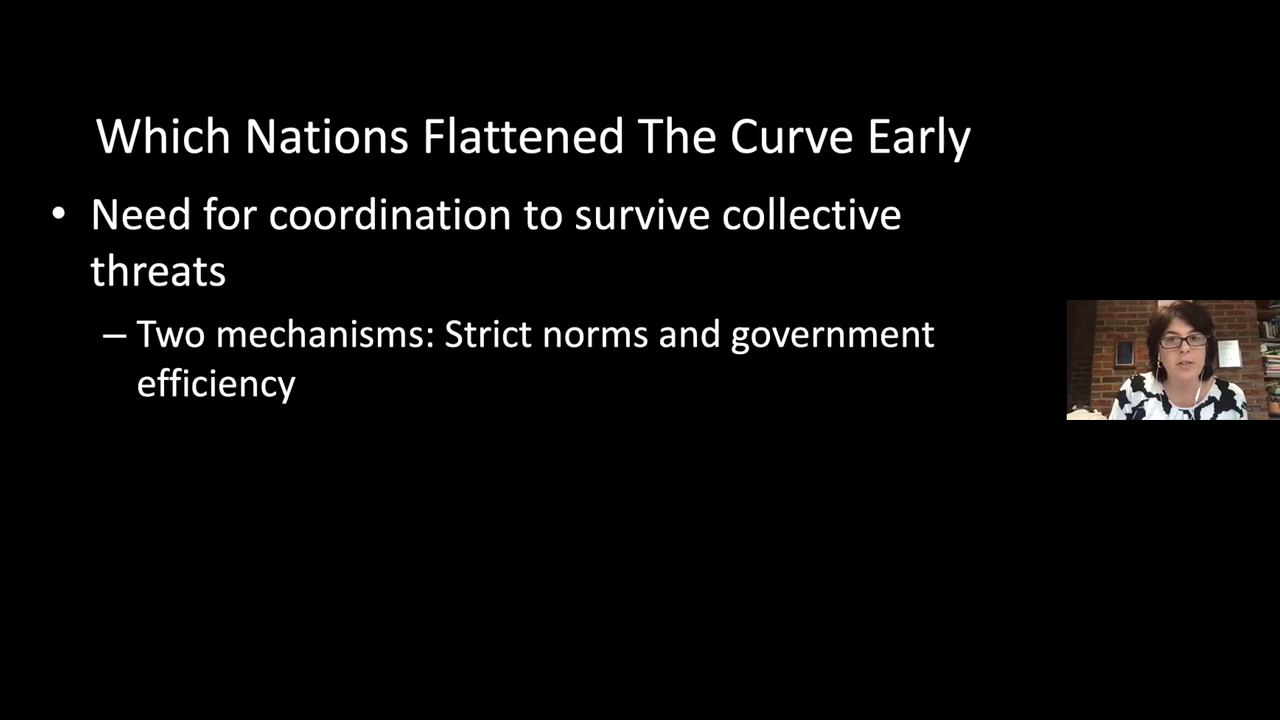 Which Nations Flattened The Curve Early
• Need for coordination to survive collective
threats
– Two mechanisms: Strict norms and government
efficiency